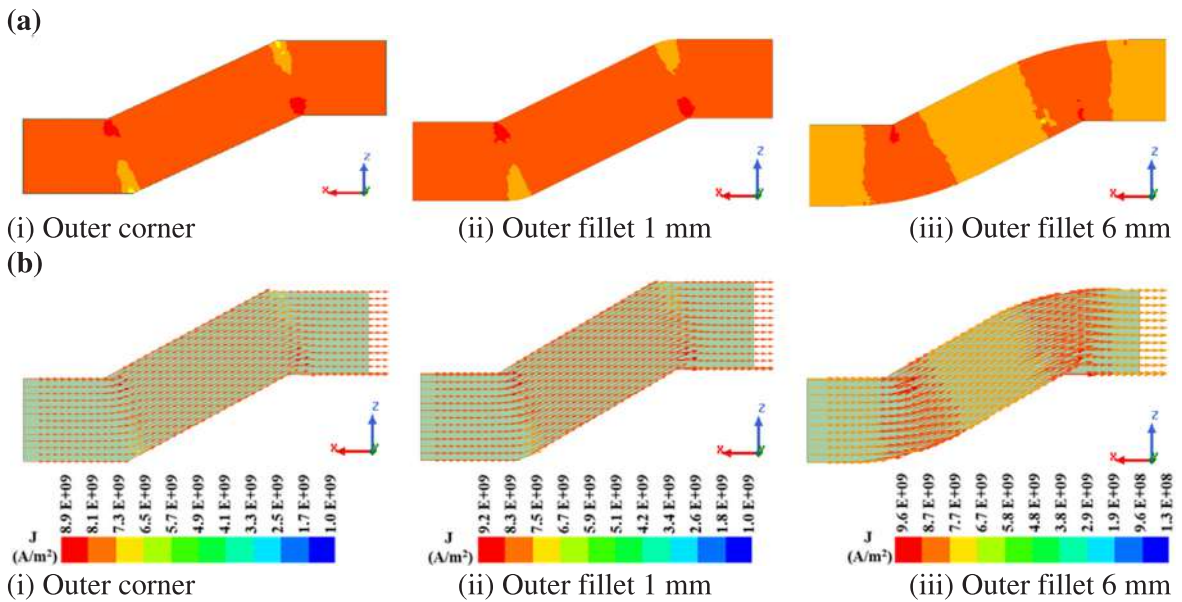 (a)
z
x
Y
z
x
Y
z
x
Y
(i) Outer corner
(ii) Outer fillet 1 mm
(iii) Outer fillet 6 mm
(b)
z
x
Y
z
x
Y
z
x
Y
J
(A/m²)
8.9 E+09
8.1 E+09
7.3 E+09
6.5 E+09
5.7 E+09
4.9 E+09
4.1 E+09
3.3 E+09
2.5 E+09
1.7 E+09
1.0 E+09
J
(A/m²)
9.2 E+09
8.3 E+09
7.5 E+09
6.7 E+09
5.9 E+09
5.1 E+09
4.2 E+09
3.4 E+09
2.6 E+09
1.8 E+09
1.0 E+09
J
(A/m²)
9.6 E+09
8.7 E+09
7.7 E+09
6.7 E+09
5.8 E+09
4.8 E+09
3.8 E+09
2.9 E+09
1.9 E+09
9.6 E+08
1.3 E+08
(i) Outer corner
(ii) Outer fillet 1 mm
(iii) Outer fillet 6 mm